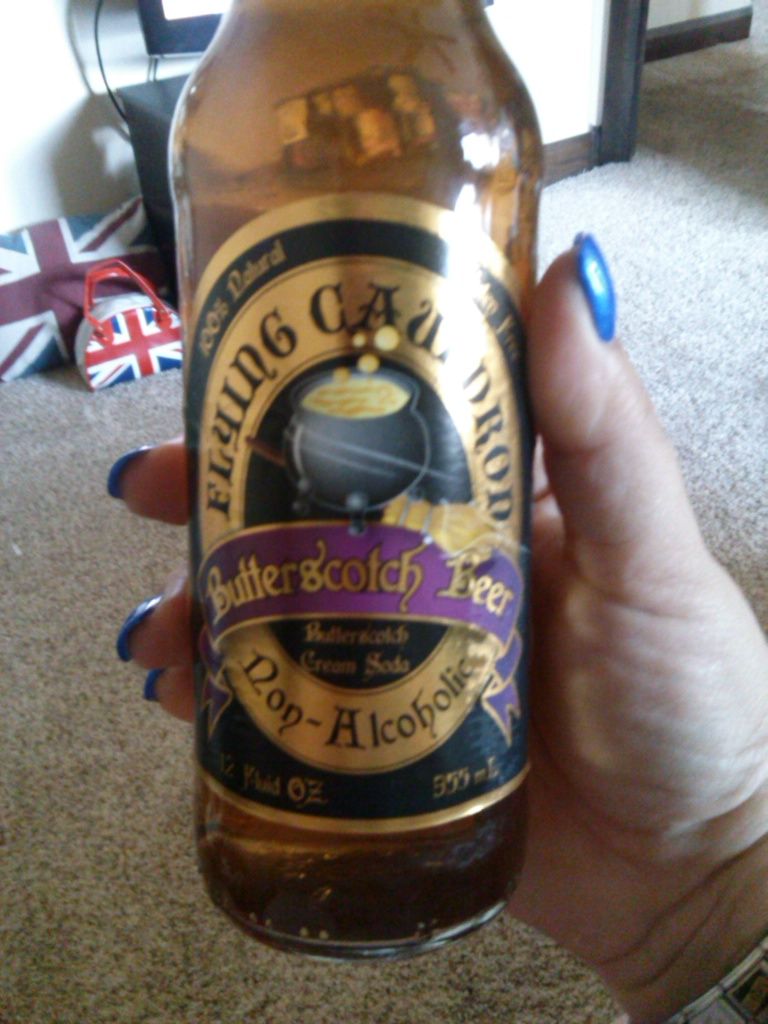 100% Natural
FLYING CAULDRON
Butterscotch Beer
Butterscotch
Cream Soda
Non-Alcoholic
12 Fluid OZ
355 mL